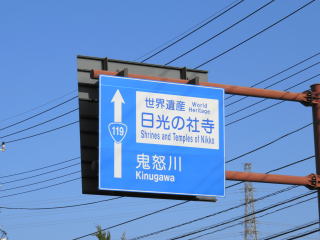 世界遺産 World Heritage
日光の社寺
Shrines and Temples of Nikko
119
鬼怒川
Kinugawa